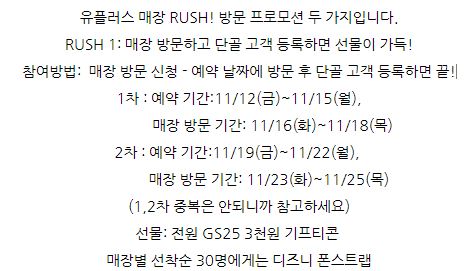 유플러스 매장 RUSH! 방문 프로모션 두 가지입니다.
RUSH 1: 매장 방문하고 단골 고객 등록하면 선물이 가득!
참여방법:  매장 방문 신청 - 예약 날짜에 방문 후 단골 고객 등록하면 끝!
1차 : 예약 기간:11/12(금)~11/15(월),
매장 방문 기간: 11/16(화)~11/18(목)
2차 : 예약 기간:11/19(금)~11/22(월),
매장 방문 기간: 11/23(화)~11/25(목)
(1,2차 중복은 안되니까 참고하세요)
선물: 전원 GS25 3천원 기프티콘
매장별 선착순 30명에게는 디즈니 폰스트랩